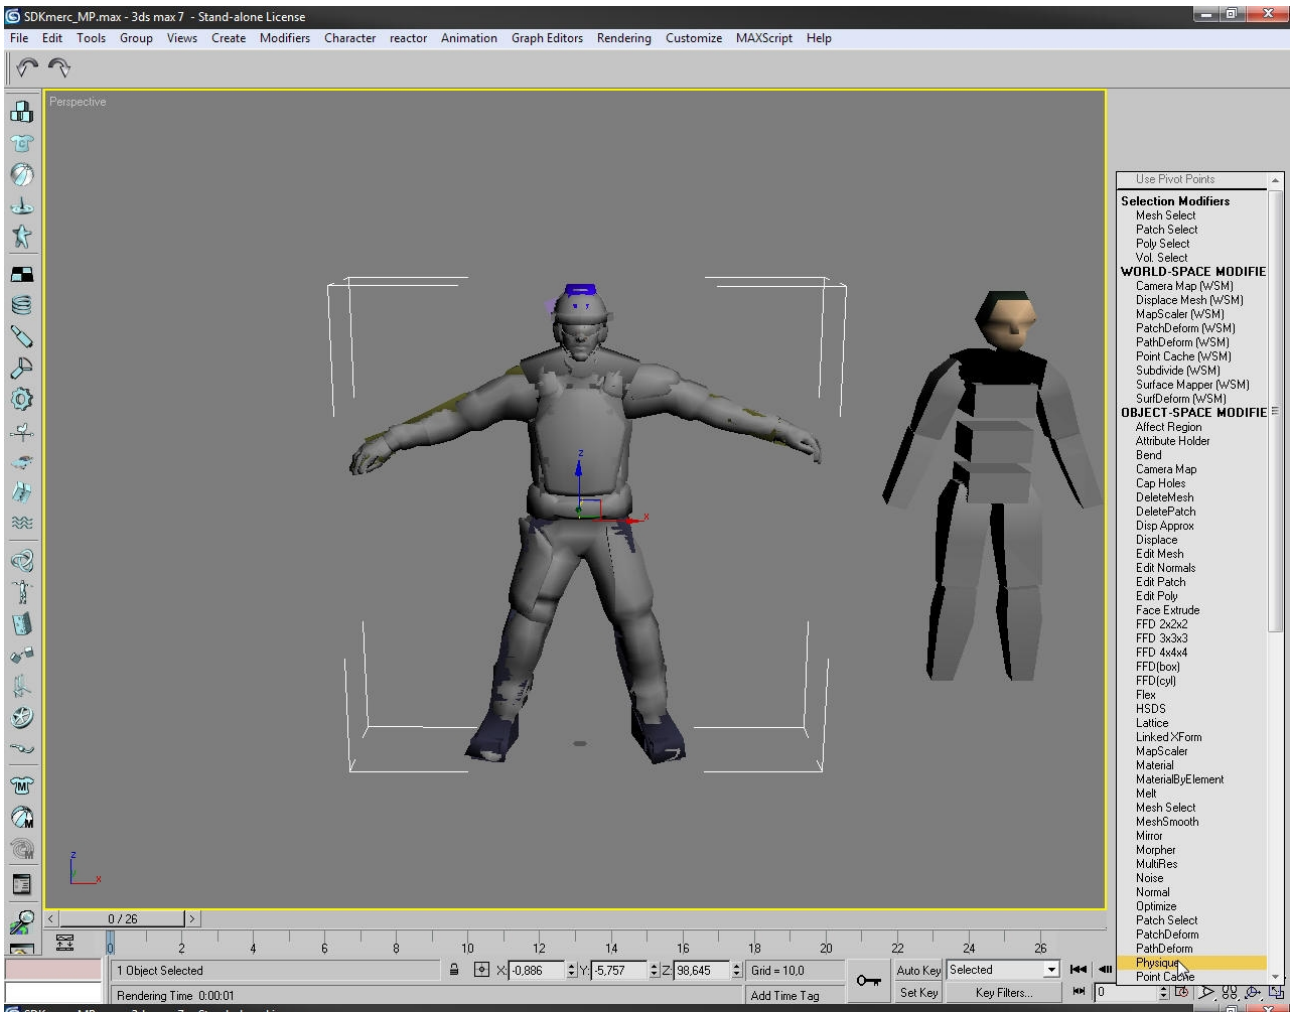 SDKmerc_MP.max - 3ds max 7 - Stand-alone License
File Edit Tools Group Views Create Modifiers Character reactor Animation Graph Editors Rendering Customize MAXScript Help
Perspective
Use Pivot Points
Selection Modifiers
Mesh Select
Patch Select
Poly Select
Vol. Select
WORLD-SPACE MODIFIE
Camera Map (WSM)
Displace Mesh (WSM)
MapScaler (WSM)
PatchDeform (WSM)
PathDeform (WSM)
Point Cache (WSM)
Subdivide (WSM)
Surface Mapper (WSM)
SurfDeform (WSM)
OBJECT-SPACE MODIFIE
Affect Region
Attribute Holder
Bend
Camera Map
Cap Holes
DeleteMesh
DeletePatch
Disp Approx
Displace
Edit Mesh
Edit Normals
Edit Patch
Edit Poly
Face Extrude
FFD 2x2x2
FFD 3x3x3
FFD 4x4x4
FFD(box)
FFD(cyl)
Flex
HSDS
Lattice
Linked XForm
MapScaler
Material
MaterialByElement
Melt
Mesh Select
MeshSmooth
Mirror
Morpher
MultiRes
Noise
Normal
Optimize
Patch Select
PatchDeform
PathDeform
Physique
Point Cache
z
x
z
x
0 / 26
0 2 4 6 8 10 12 14 16 18 20 22 24 26
1 Object Selected X: -0,886 Y: -5,757 Z: 98,645 Grid = 10,0 Auto Key Selected
Rendering Time 0:00:01 Add Time Tag Set Key Key Filters... 0